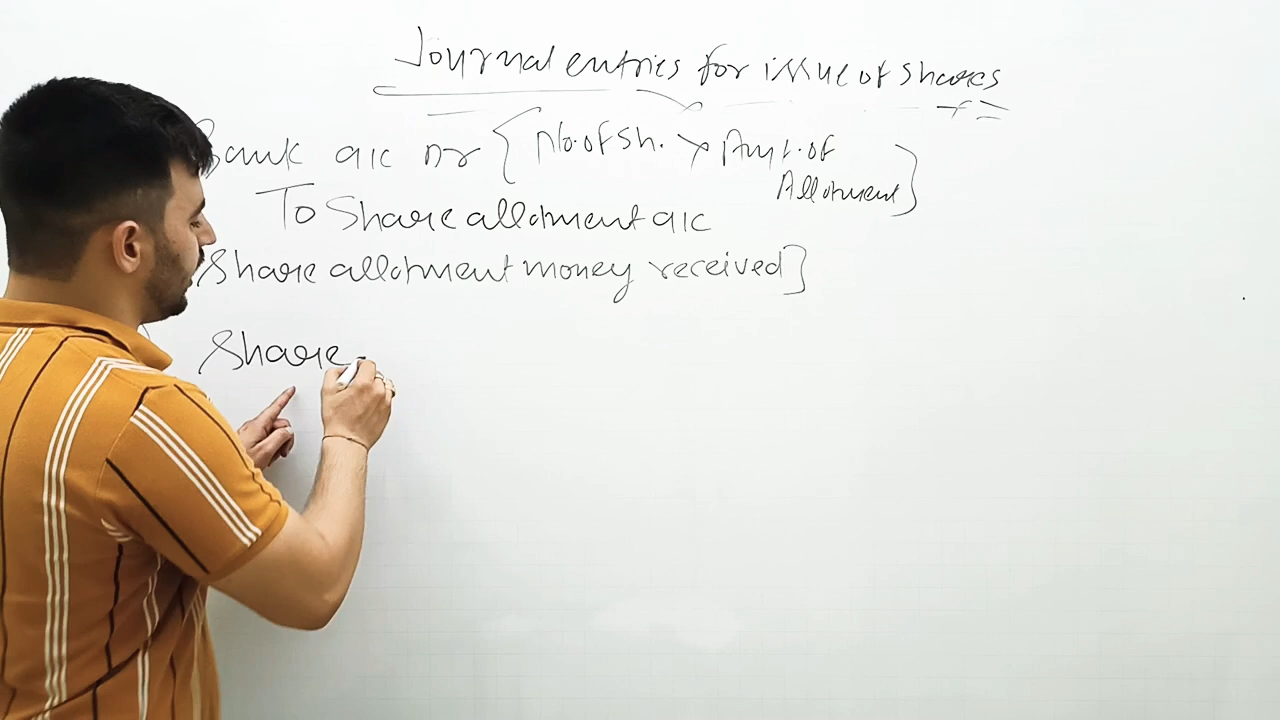 Journal entries for issue of shares
Bank a/c Dr { No. of Sh. × Amt. of Allotment }
To Share allotment a/c
Share allotment money received]
Share